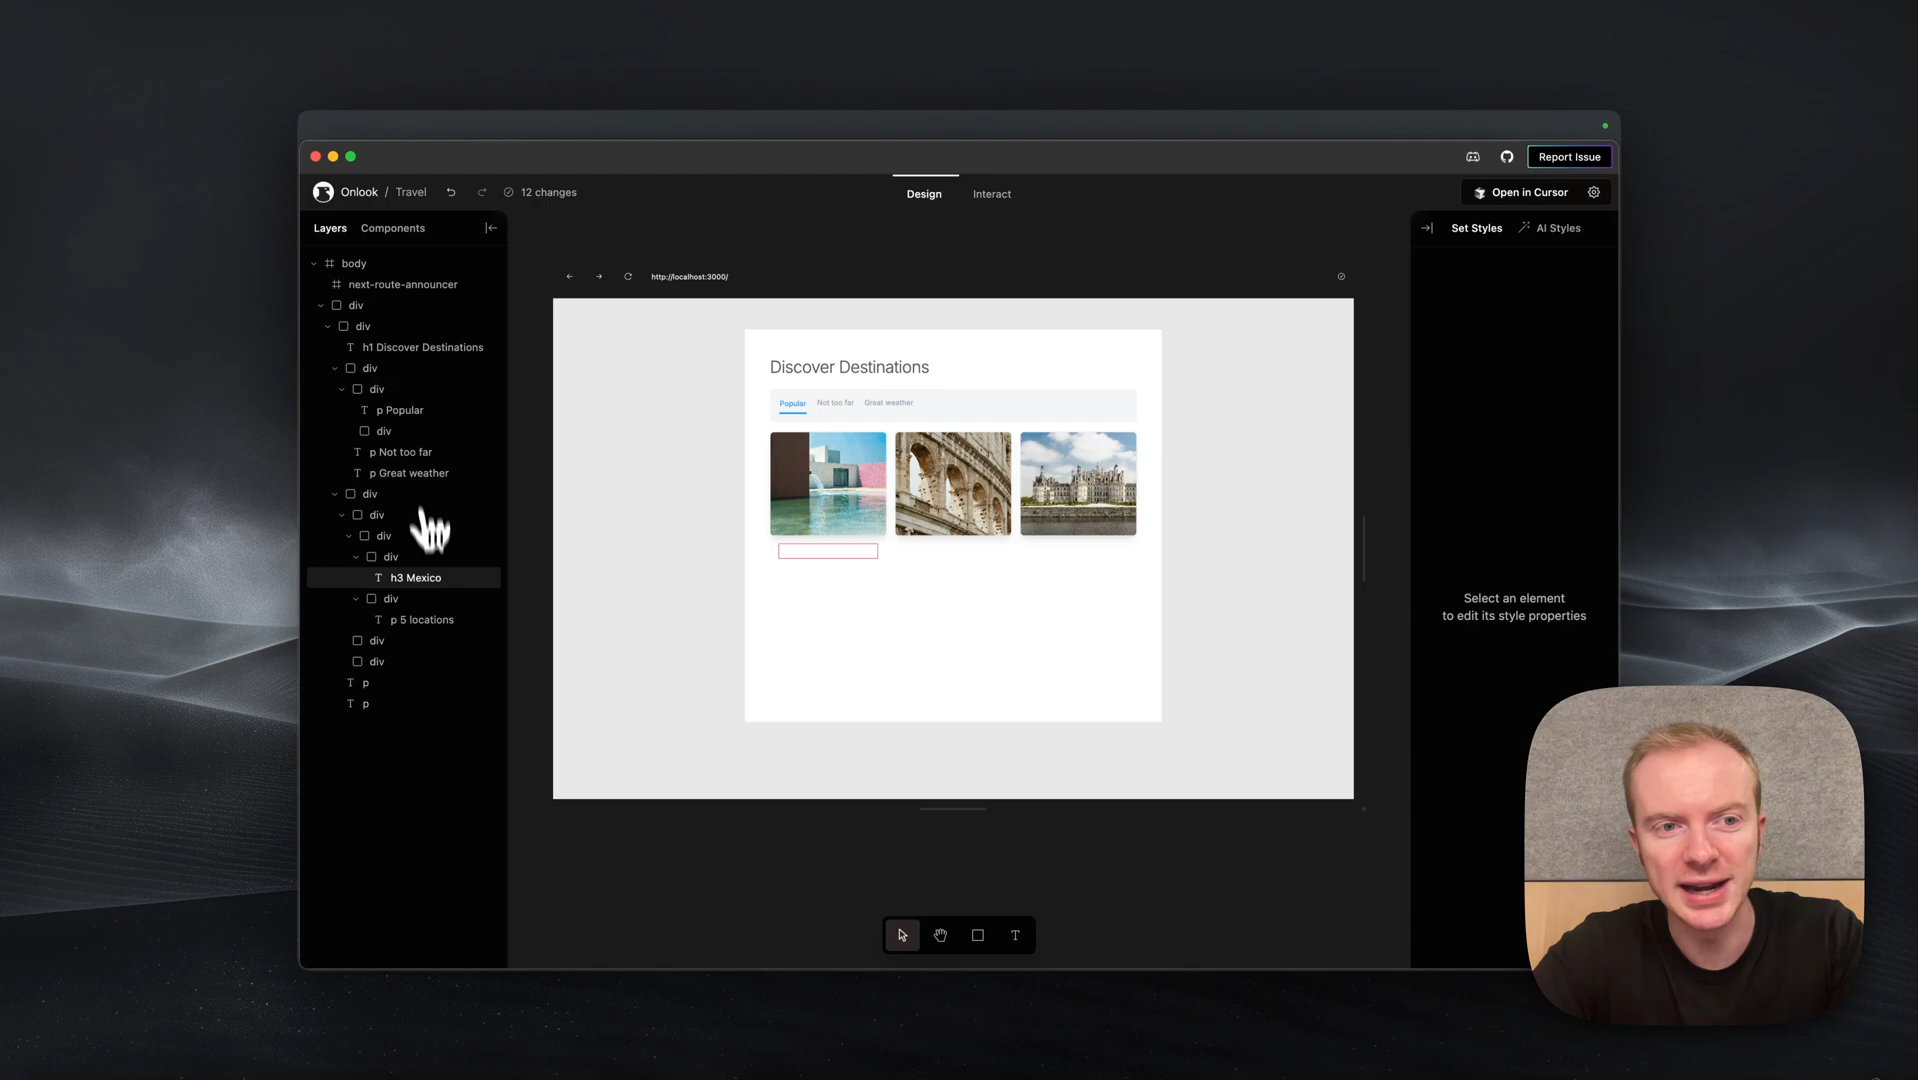 Report Issue
Onlook / Travel
12 changes
Design
Interact
Open in Cursor
Layers
Components
Set Styles
AI Styles
body
next-route-announcer
div
div
h1 Discover Destinations
div
div
p Popular
div
p Not too far
p Great weather
div
div
div
div
h3 Mexico
div
p 5 locations
div
div
p
p
http://localhost:3000/
Discover Destinations
Popular
Not too far
Great weather
Select an element
to edit its style properties